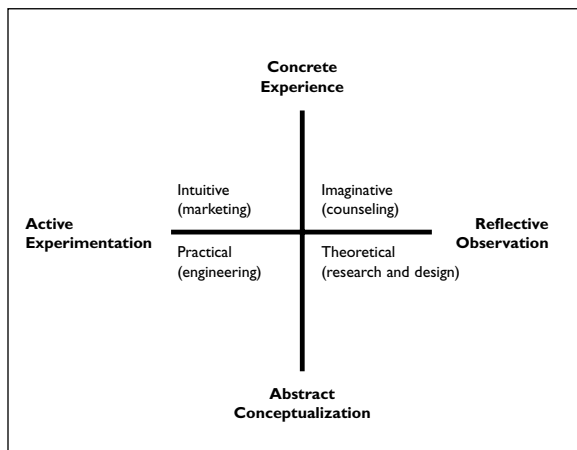 Concrete
Experience
Intuitive
(marketing)
Imaginative
(counseling)
Active
Experimentation
Reflective
Observation
Practical
(engineering)
Theoretical
(research and design)
Abstract
Conceptualization